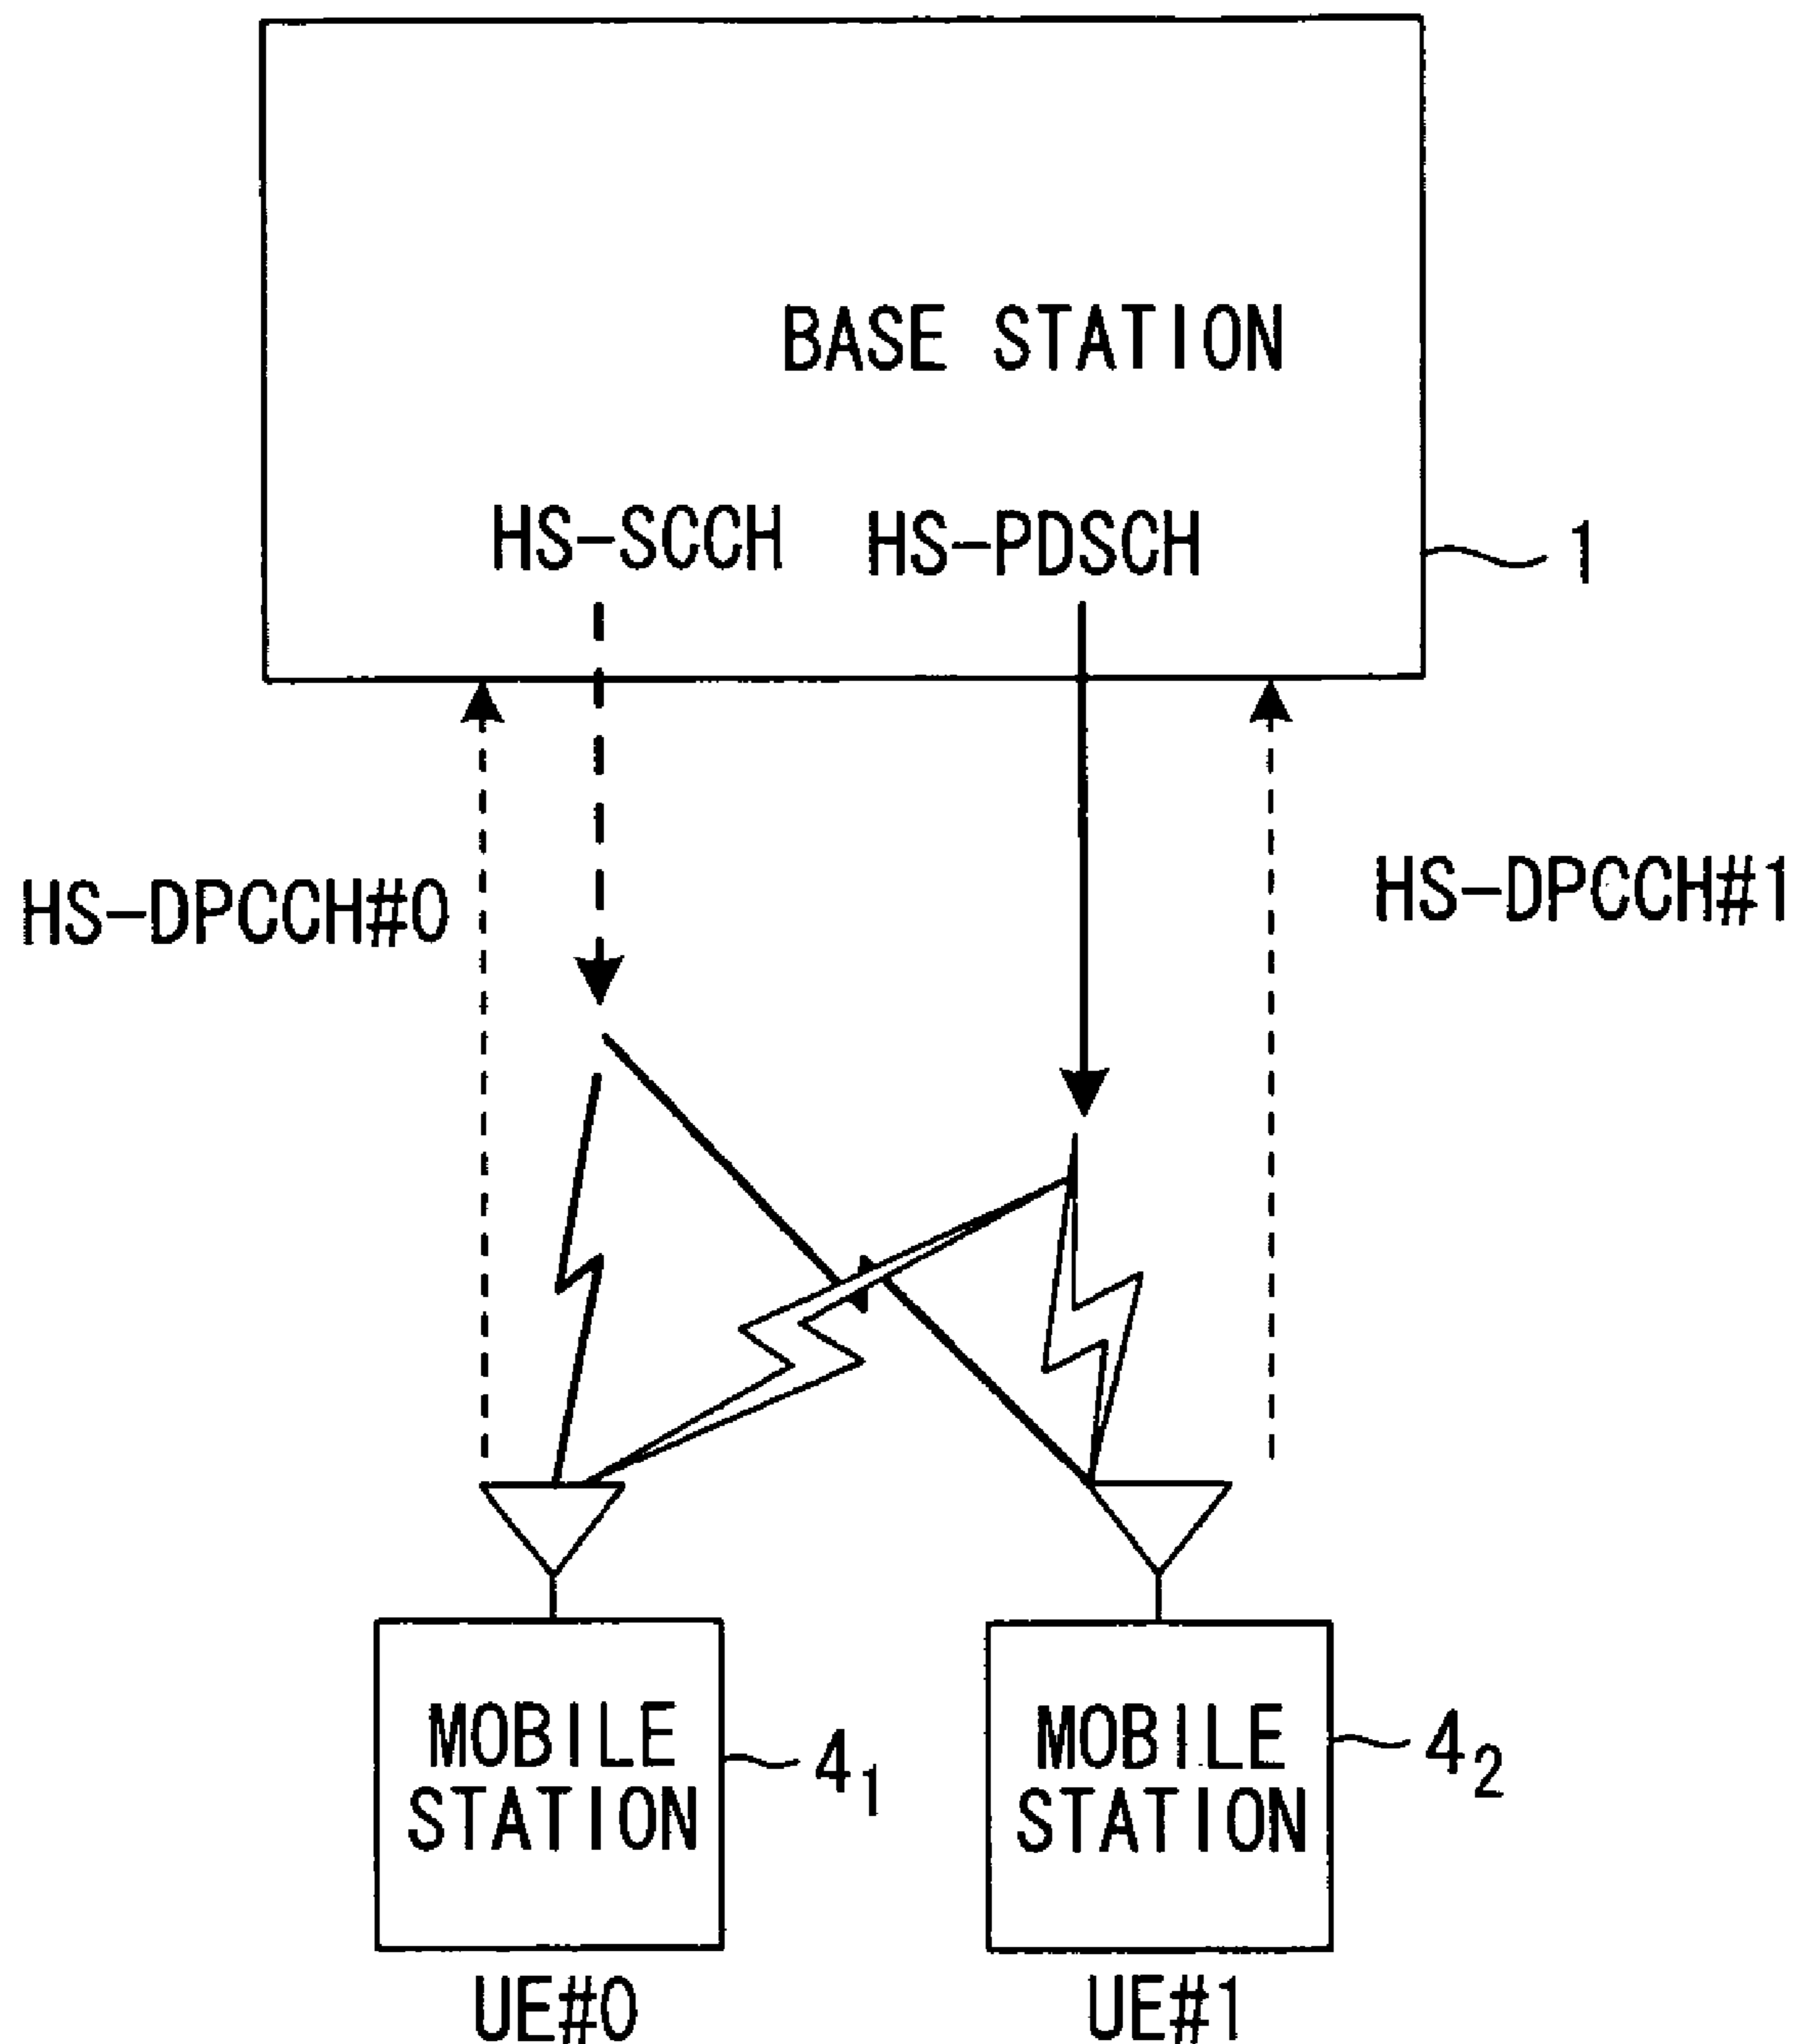 BASE STATION
HS-SCCH
HS-PDSCH
1
HS-DPCCH#0
HS-DPCCH#1
MOBILE
STATION
4₁
MOBILE
STATION
4₂
UE#0
UE#1